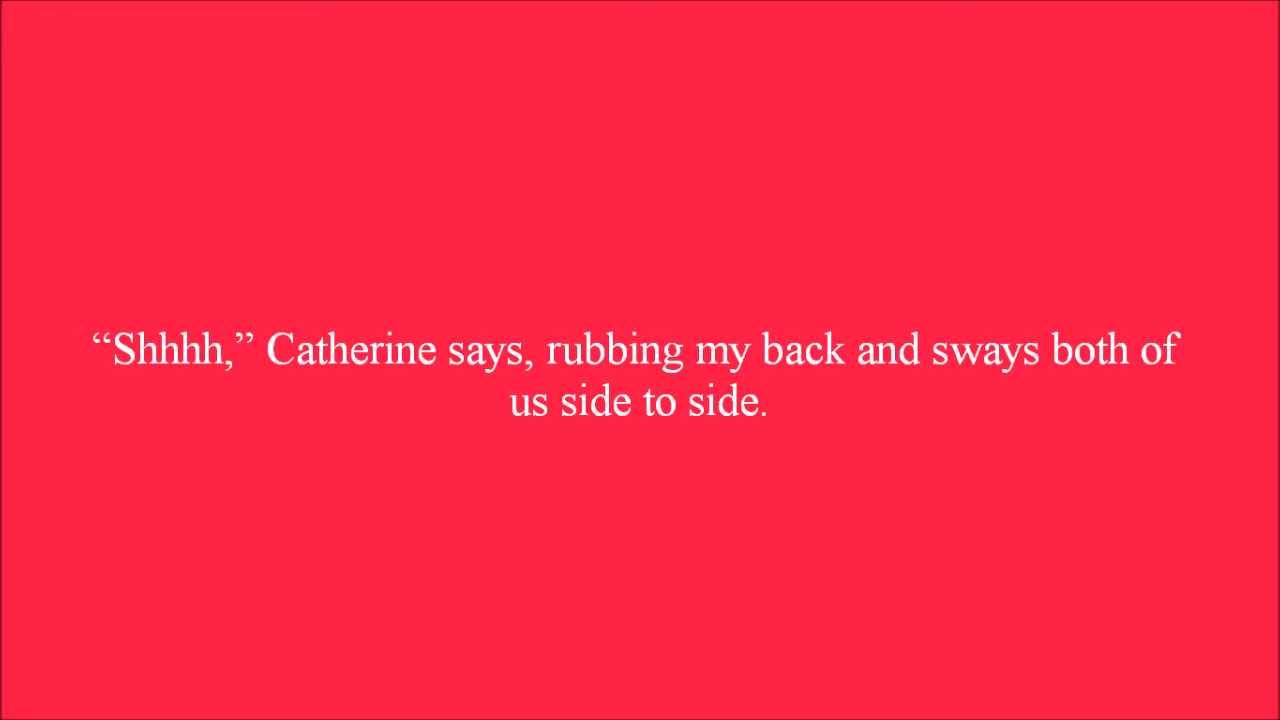 “Shhhh,” Catherine says, rubbing my back and sways both of
us side to side.